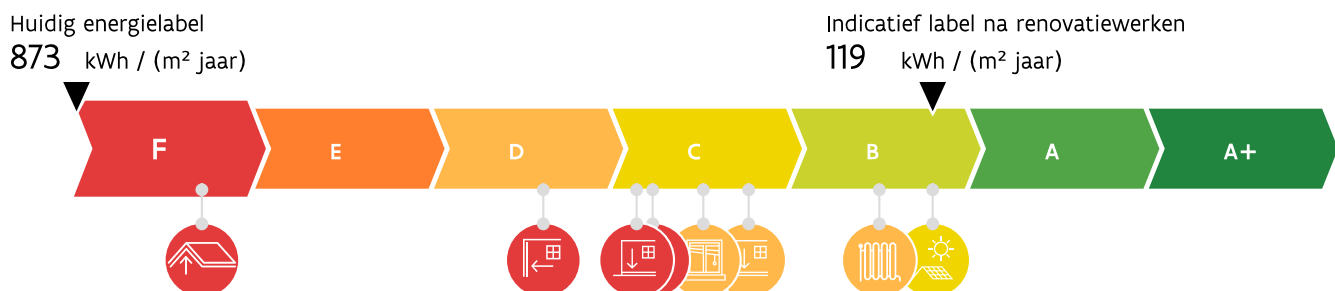 Huidig energielabel
873 kWh / (m² jaar)
Indicatief label na renovatiewerken
119 kWh / (m² jaar)
F E D C B A A+